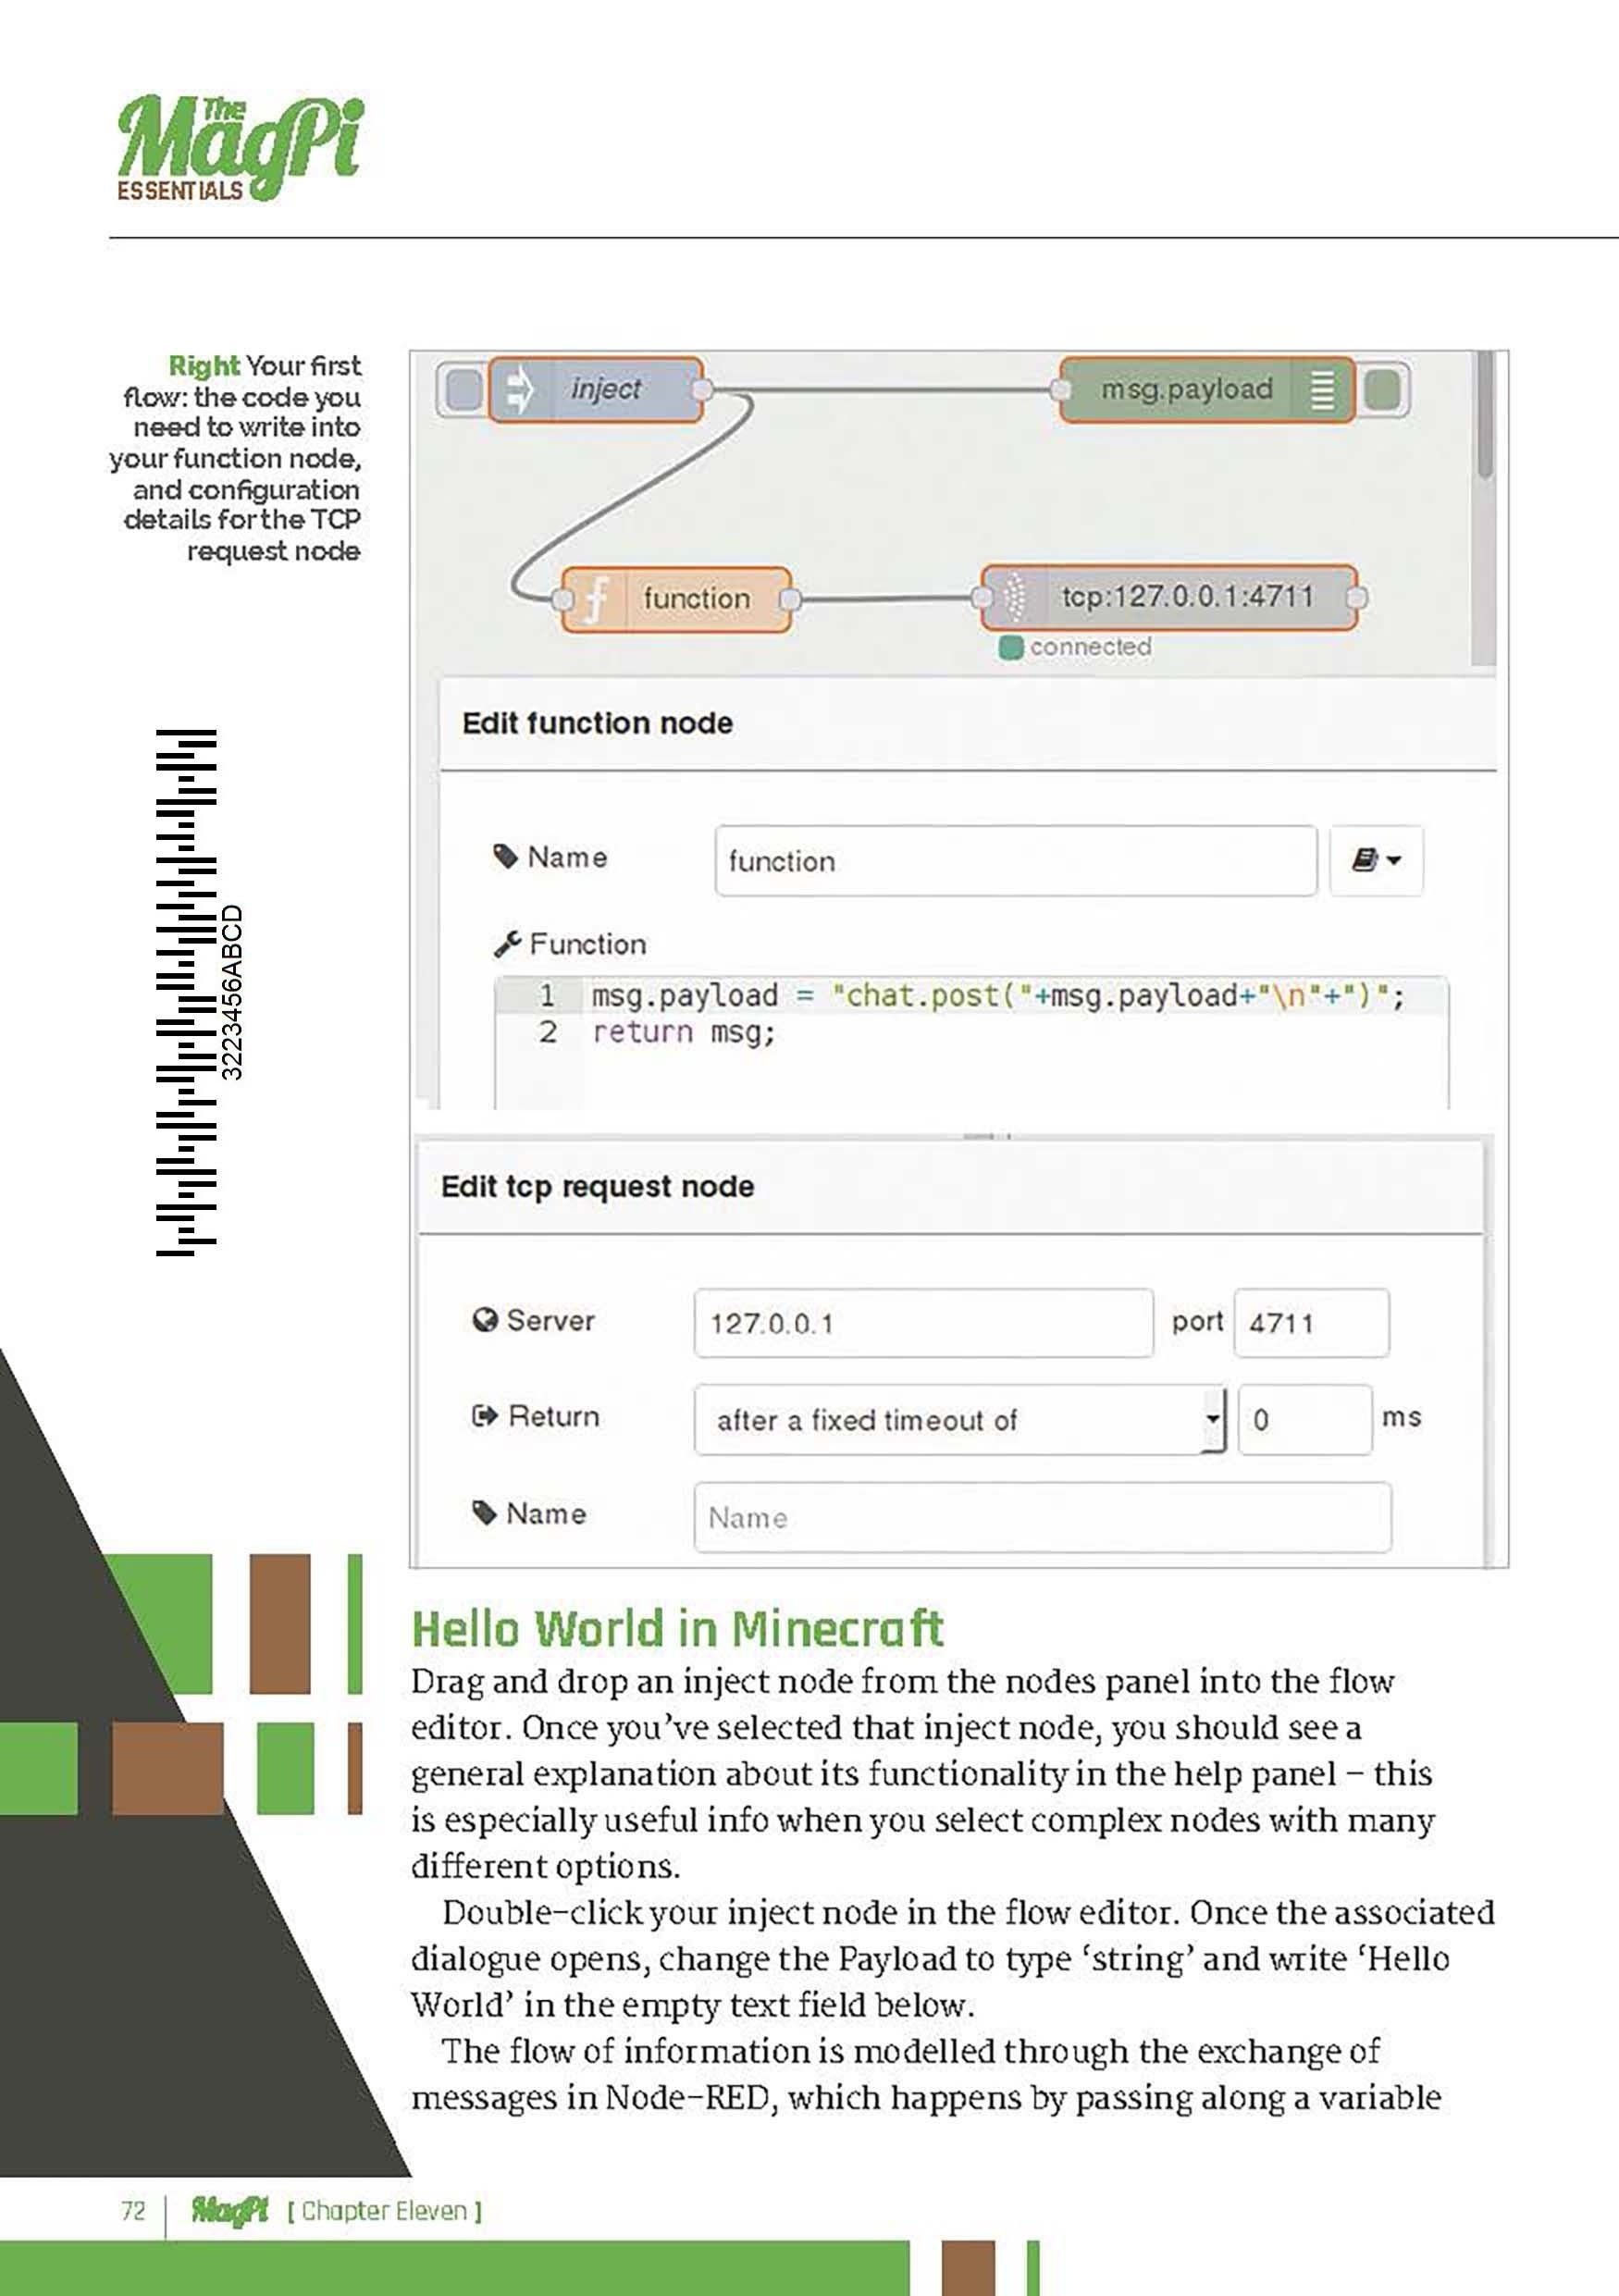 The
MagPi
ESSENTIALS
Right Your first
flow: the code you
need to write into
your function node,
and configuration
details for the TCP
request node
inject
msg.payload
function
tcp:127.0.0.1:4711
connected
Edit function node
Name
function
Function
1 msg.payload = "chat.post("+msg.payload+"\n"+")";
2 return msg;
3223456ABCD
Edit tcp request node
Server 127.0.0.1 port 4711
Return after a fixed timeout of 0 ms
Name Name
Hello World in Minecraft
Drag and drop an inject node from the nodes panel into the flow
editor. Once you’ve selected that inject node, you should see a
general explanation about its functionality in the help panel – this
is especially useful info when you select complex nodes with many
different options.
Double-click your inject node in the flow editor. Once the associated
dialogue opens, change the Payload to type ‘string’ and write ‘Hello
World’ in the empty text field below.
The flow of information is modelled through the exchange of
messages in Node-RED, which happens by passing along a variable
72 MagPi [ Chapter Eleven ]